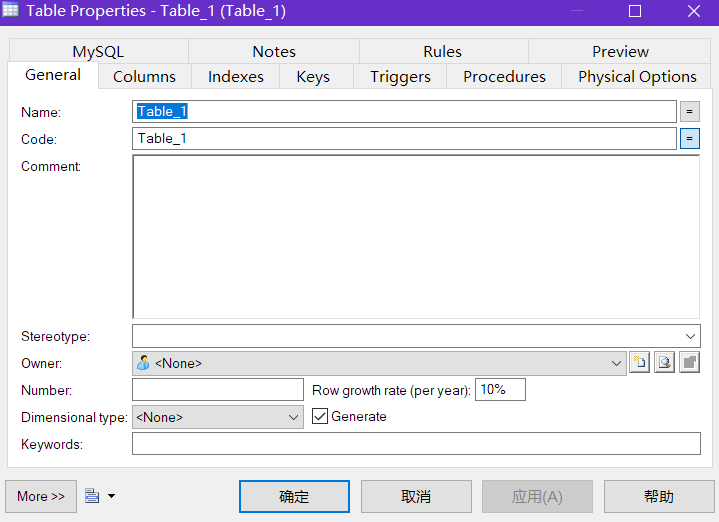 Table Properties - Table_1 (Table_1)
MySQL Notes Rules Preview
General Columns Indexes Keys Triggers Procedures Physical Options
Name: Table_1 =
Code: Table_1 =
Comment:
Stereotype:
Owner: <None>
Number: Row growth rate (per year): 10%
Dimensional type: <None> Generate
Keywords:
More >> 确定 取消 应用(A) 帮助